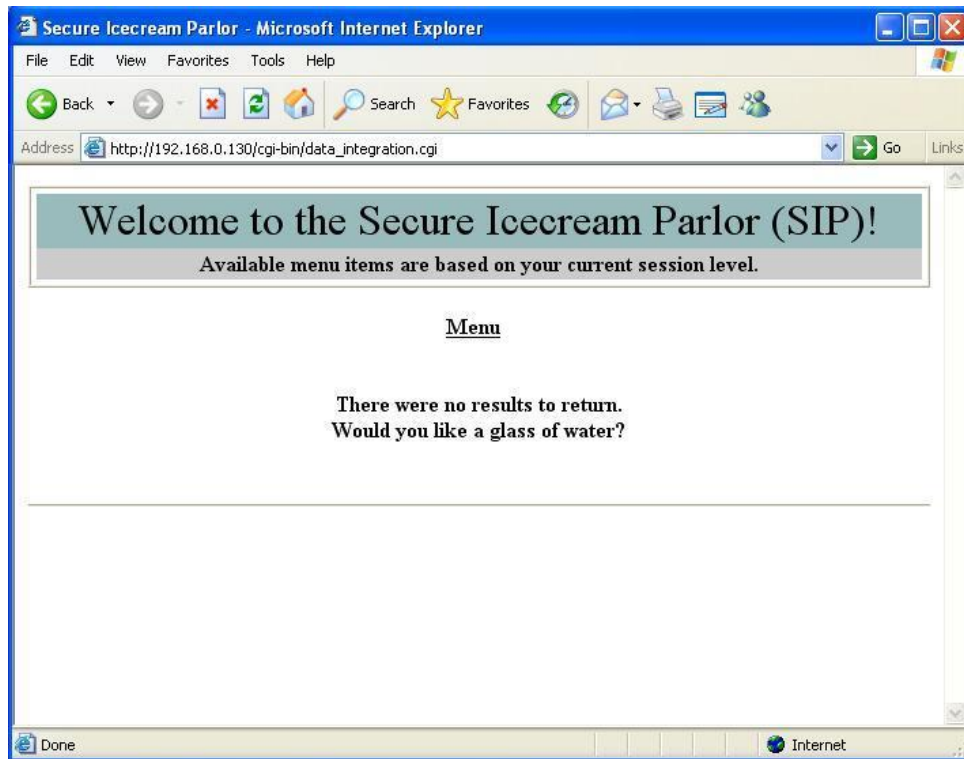 Secure Icecream Parlor - Microsoft Internet Explorer
File Edit View Favorites Tools Help
Back Search Favorites
Address http://192.168.0.130/cgi-bin/data_integration.cgi Go Links
Welcome to the Secure Icecream Parlor (SIP)!
Available menu items are based on your current session level.
Menu
There were no results to return.
Would you like a glass of water?
Done Internet